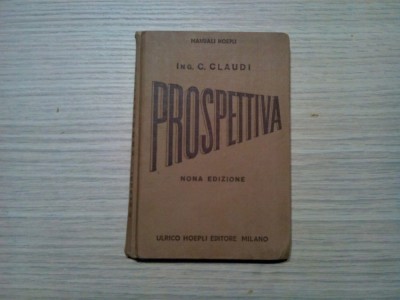 MANUALI HOEPLI
ING. C. CLAUDI
PROSPETTIVA
NONA EDIZIONE
ULRICO HOEPLI EDITORE MILANO